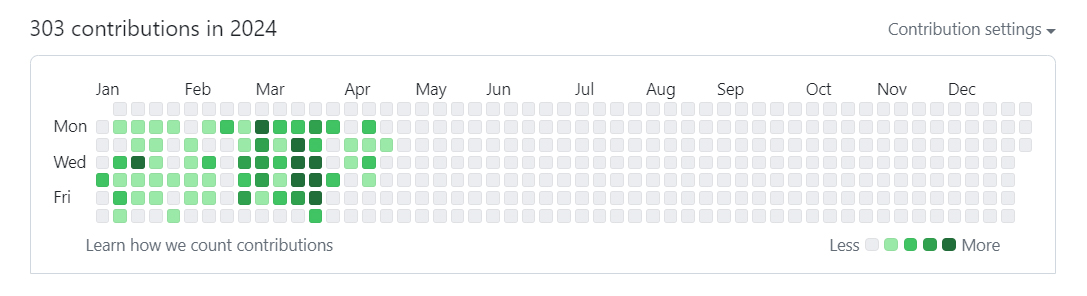 303 contributions in 2024
Contribution settings
Jan Feb Mar Apr May Jun Jul Aug Sep Oct Nov Dec
Mon
Wed
Fri
Learn how we count contributions
Less More